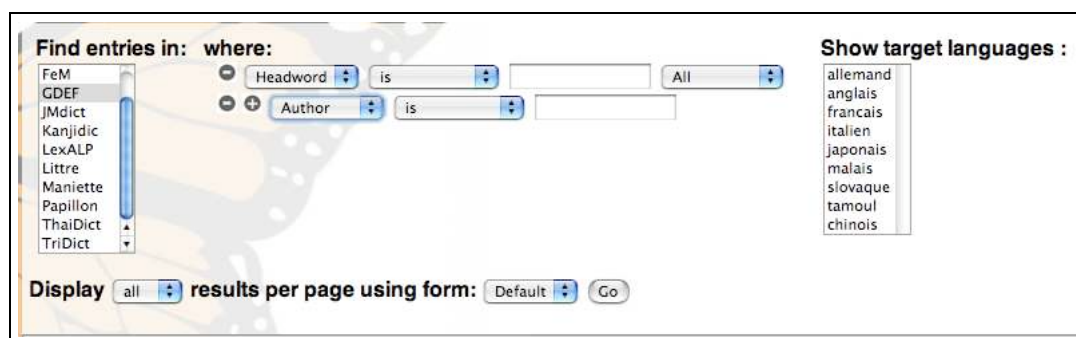 Find entries in: where: Show target languages :
FeM
GDEF
JMdict
Kanjidic
LexALP
Littre
Maniette
Papillon
ThaiDict
TriDict
Headword is All
Author is
allemand
anglais
francais
italien
japonais
malais
slovaque
tamoul
chinois
Display all results per page using form: Default Go